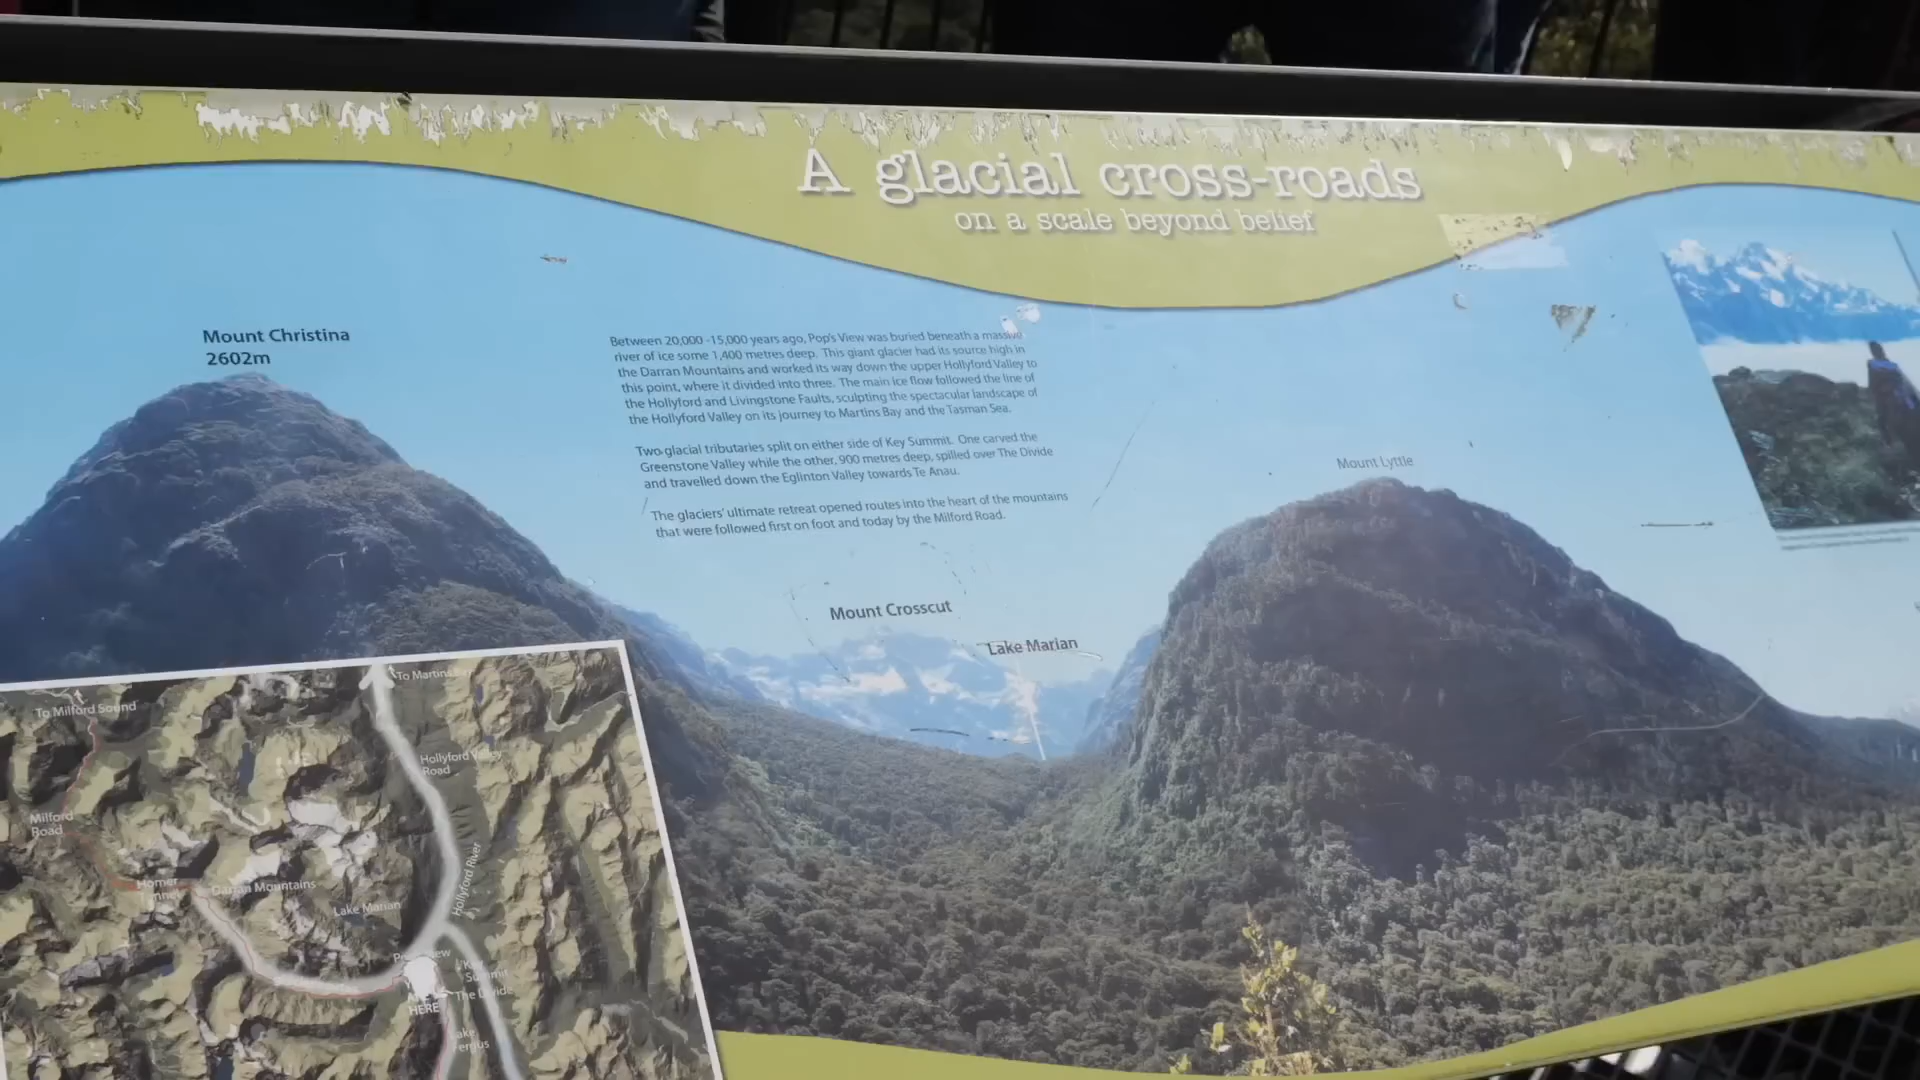 A glacial cross-roads
on a scale beyond belief
Mount Christina
2602m
Between 20,000 -15,000 years ago, Pop's View was buried beneath a massive
river of ice some 1,400 metres deep. This giant glacier had its source high in
the Darran Mountains and worked its way down the upper Hollyford Valley to
this point, where it divided into three. The main ice flow followed the line of
the Hollyford and Livingstone Faults, sculpting the spectacular landscape of
the Hollyford Valley on its journey to Martins Bay and the Tasman Sea.
Two glacial tributaries split on either side of Key Summit. One carved the
Greenstone Valley while the other, 900 metres deep, spilled over The Divide
and travelled down the Eglinton Valley towards Te Anau.
The glaciers' ultimate retreat opened routes into the heart of the mountains
that were followed first on foot and today by the Milford Road.
Mount Lyttle
Mount Crosscut
Lake Marian
To Martins
To Milford Sound
Hollyford Valley
Road
Milford
Road
Hollyford River
Homer
Tunnel
Darran Mountains
Lake Marian
Key
Summit
The Divide
HERE
Lake
Fergus